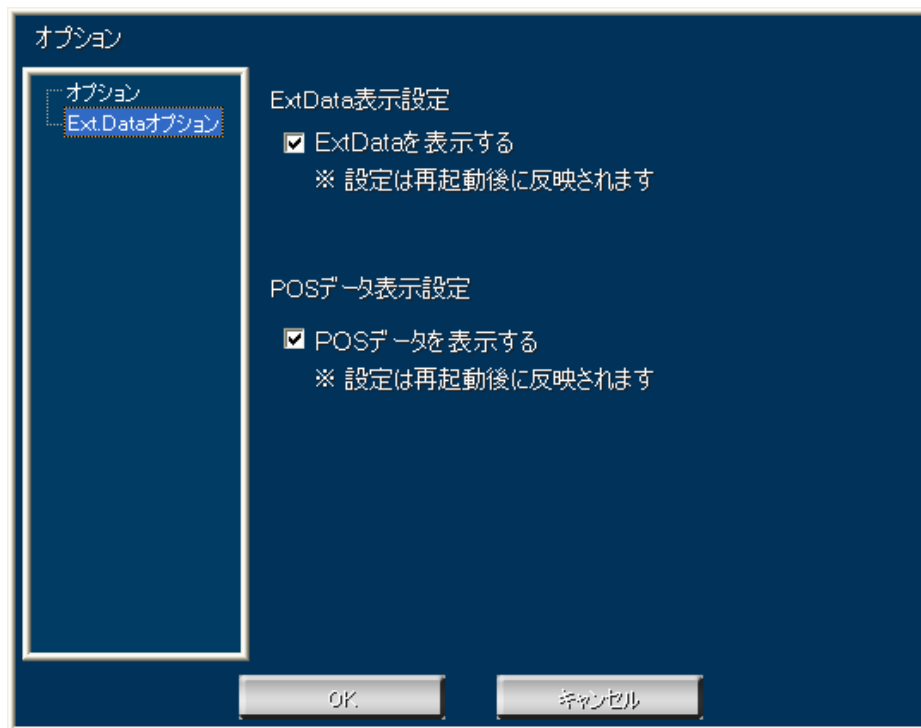 オプション
オプション
Ext.Dataオプション
ExtData表示設定
ExtDataを表示する
※ 設定は再起動後に反映されます
POSデータ表示設定
POSデータを表示する
※ 設定は再起動後に反映されます
OK
キャンセル